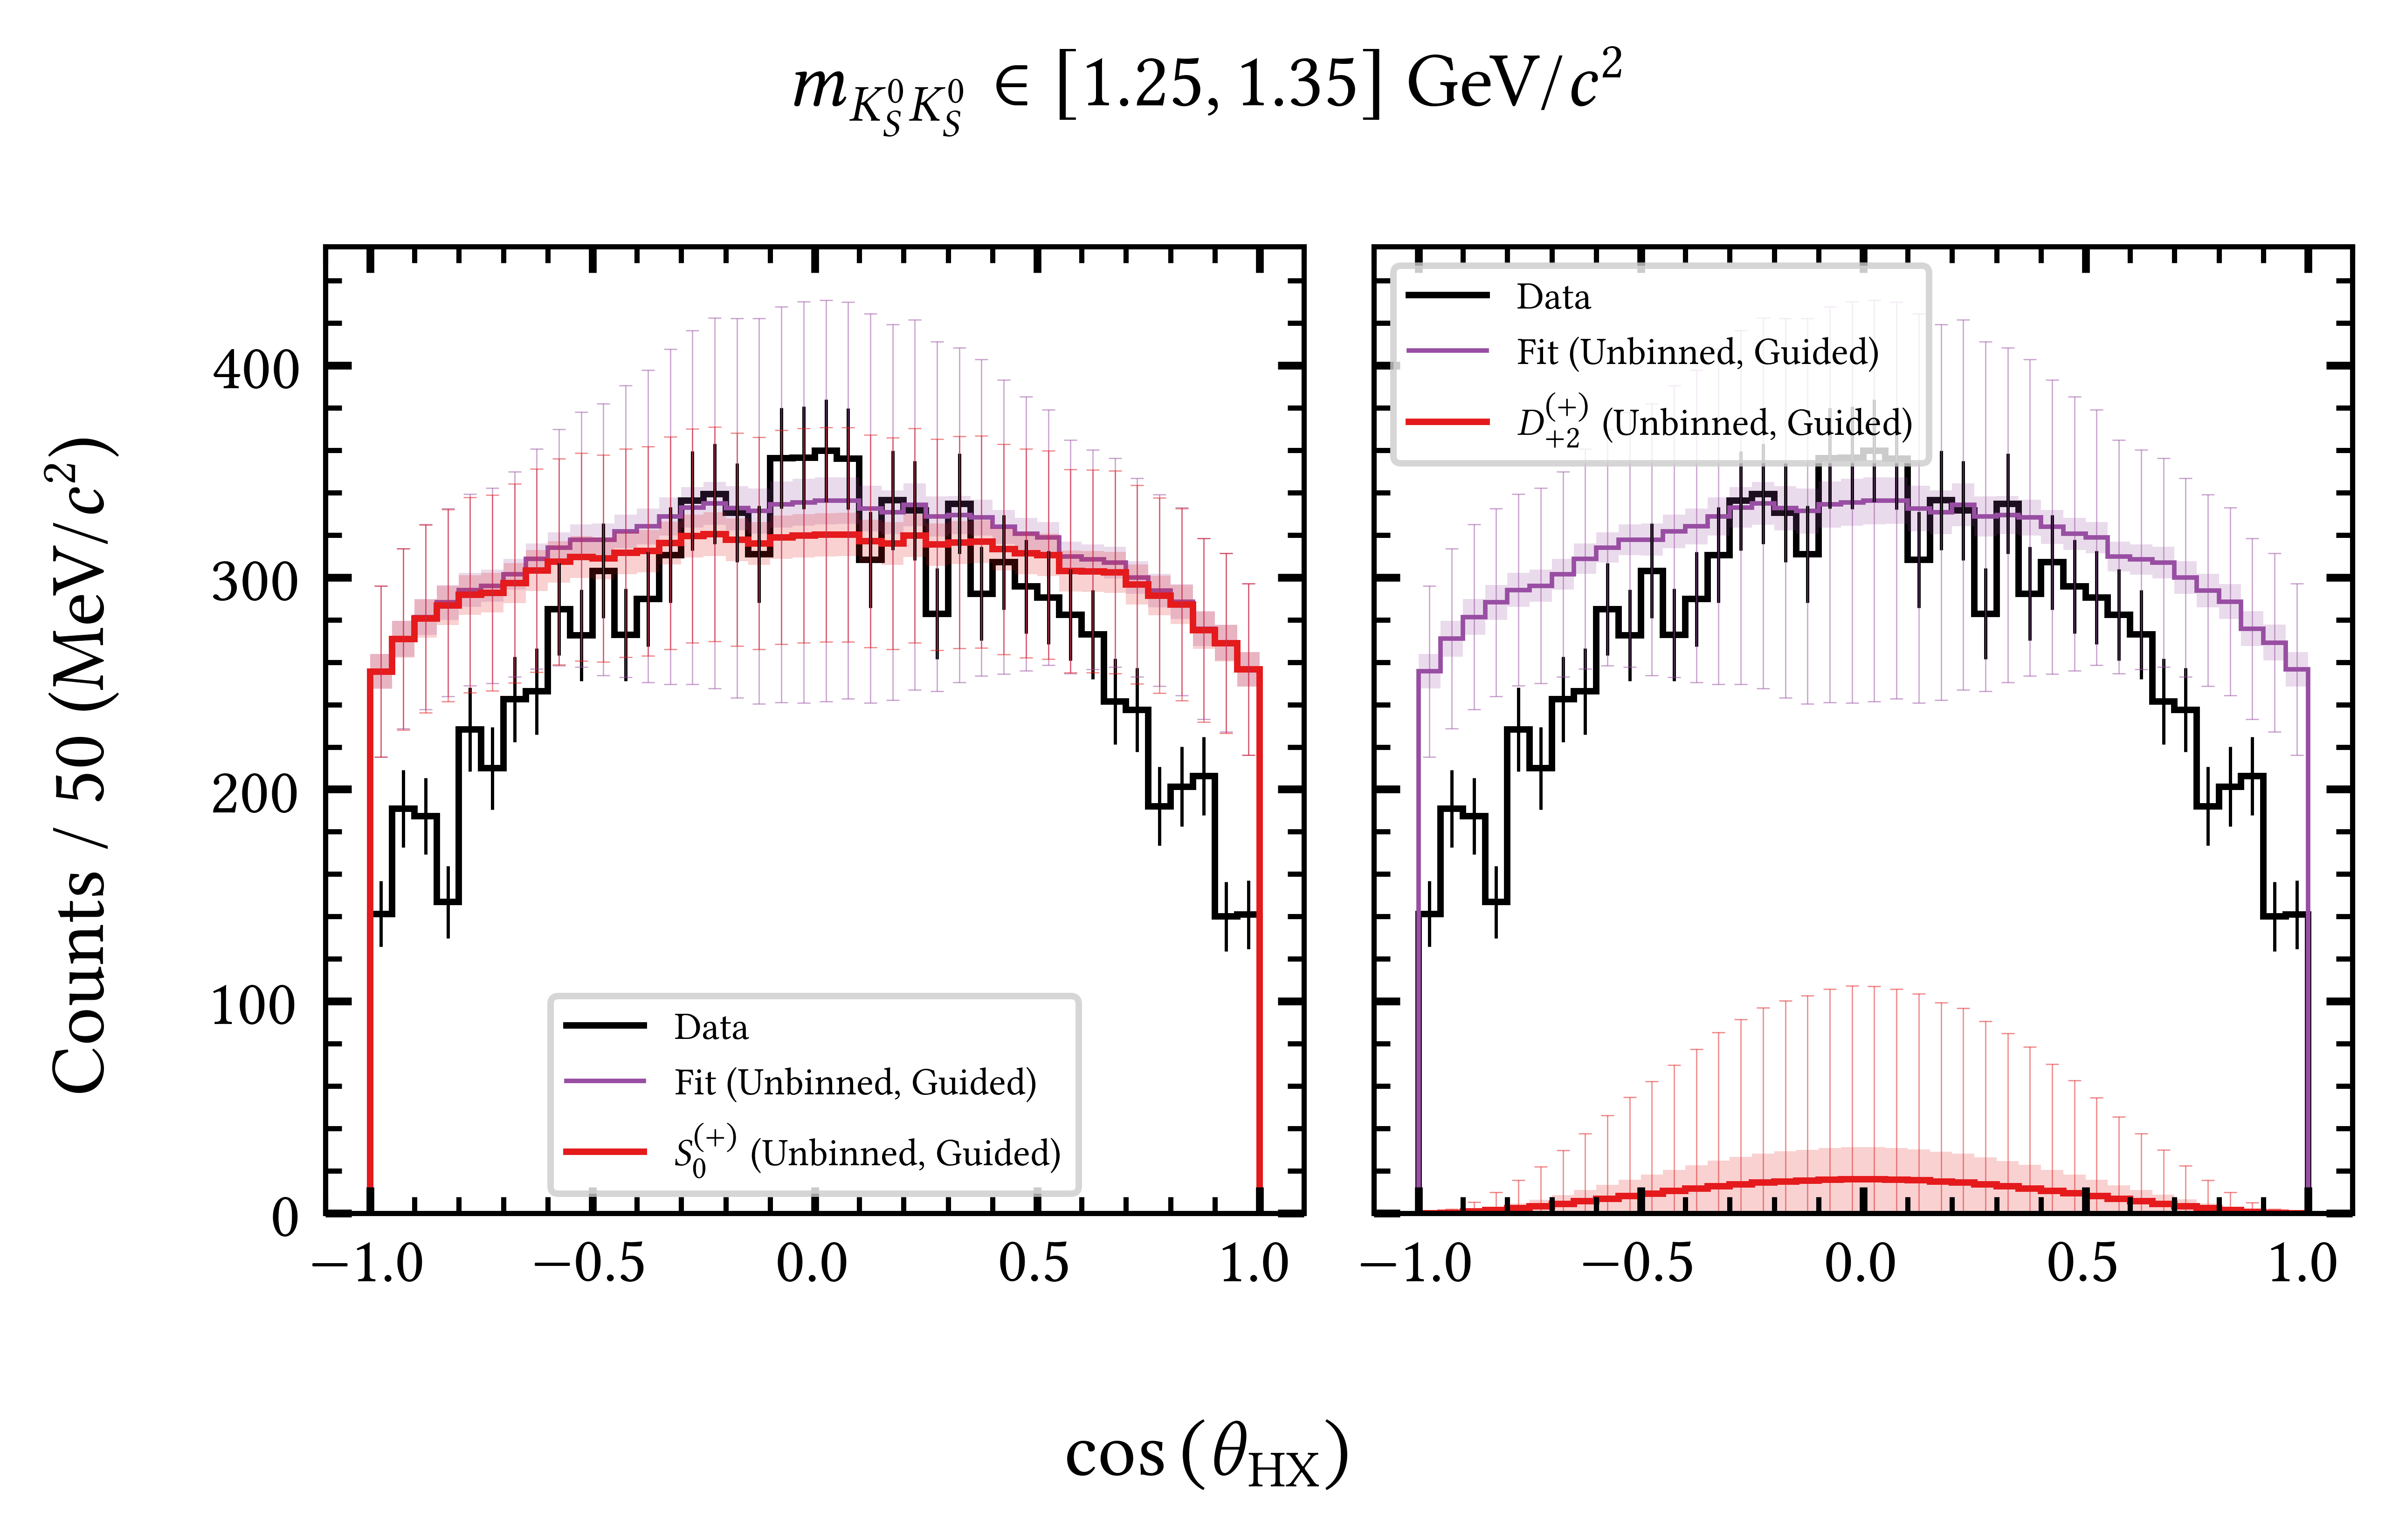 m_{K_S^0 K_S^0} ∈ [1.25, 1.35] GeV/c²
Counts / 50 (MeV/c²)
400
300
200
100
0
Data
Fit (Unbinned, Guided)
S_0^{(+)} (Unbinned, Guided)
−1.0 −0.5 0.0 0.5 1.0
Data
Fit (Unbinned, Guided)
D_{+2}^{(+)} (Unbinned, Guided)
−1.0 −0.5 0.0 0.5 1.0
cos (θ_{HX})